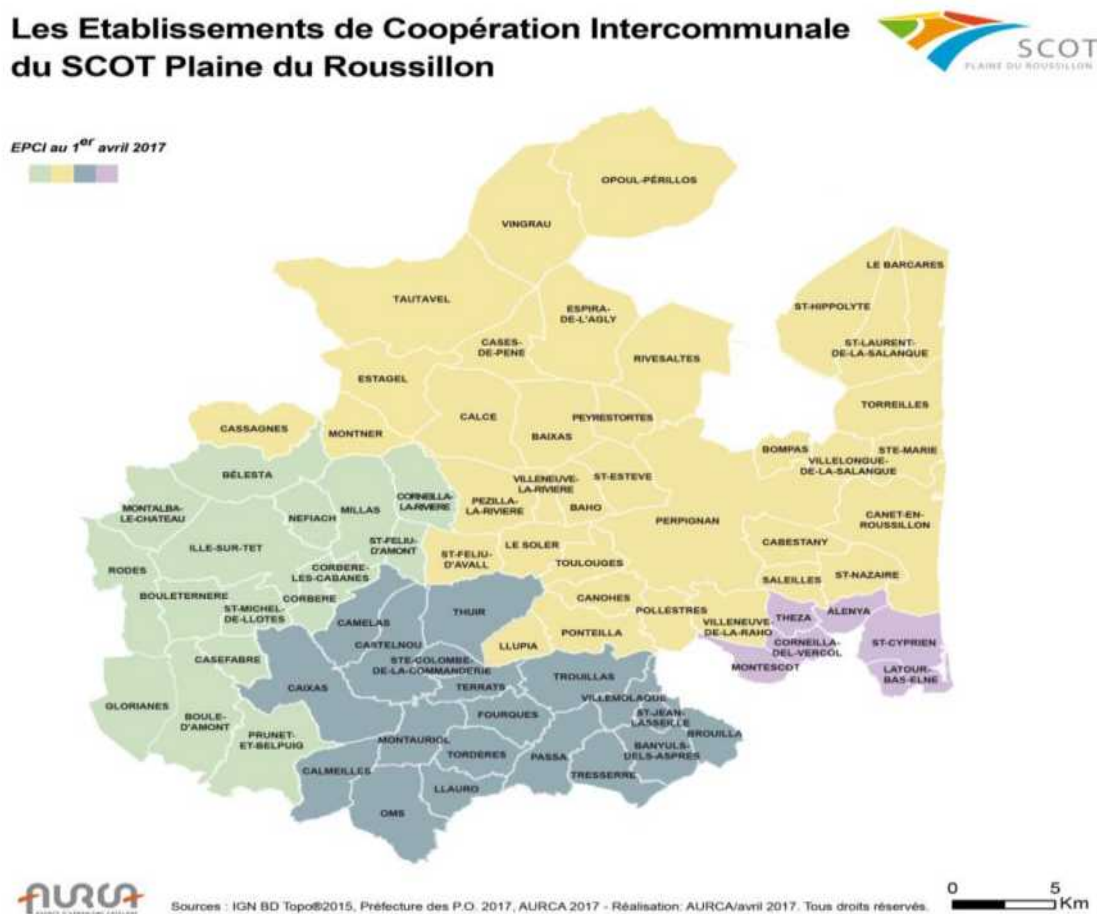 Les Etablissements de Coopération Intercommunale
du SCOT Plaine du Roussillon
SCOT
PLAINE DU ROUSSILLON
EPCI au 1er avril 2017
OPOUL-PÉRILLOS
VINGRAU
LE BARCARES
TAUTAVEL
ESPIRA-
DE-L'AGLY
ST-HIPPOLYTE
CASES-
DE-PENE
RIVESALTES
ST-LAURENT-
DE-LA-SALANQUE
ESTAGEL
TORREILLES
CASSAGNES
MONTNER
CALCE
PEYRESTORTES
BAIXAS
BOMPAS
STE-MARIE
VILLELONGUE-
DE-LA-SALANQUE
BÉLESTA
CORNEILLA-
LA-RIVIERE
VILLENEUVE-
LA-RIVIERE
ST-ESTEVE
MONTALBA-
LE-CHATEAU
NEFIACH
MILLAS
PEZILLA-
LA-RIVIERE
BAHO
PERPIGNAN
CANET-EN-
ROUSSILLON
ILLE-SUR-TET
ST-FELIU-
D'AMONT
LE SOLER
CABESTANY
ST-FELIU-
D'AVALL
TOULOUGES
RODES
CORBERE-
LES-CABANES
SALEILLES
ST-NAZAIRE
BOULETERNERE
CORBERE
CANOHES
ST-MICHEL-
DE-LLOTES
THUIR
POLLESTRES
CAMELAS
VILLENEUVE-
DE-LA-RAHO
THEZA
ALENYA
PONTEILLA
CASTELNOU
LLUPIA
CORNEILLA-
DEL-VERCOL
ST-CYPRIEN
CASEFABRE
STE-COLOMBE-
DE-LA-COMMANDERIE
MONTESCOT
LATOUR-
BAS-ELNE
CAIXAS
TERRATS
TROUILLAS
VILLEMOLAQUE
GLORIANES
BOULE-
D'AMONT
FOURQUES
ST-JEAN-
LASSEILLE
PRUNET-
ET-BELPUIG
MONTAURIOL
BROUILLA
TORDÈRES
PASSA
BANYULS-
DELS-ASPRES
CALMEILLES
TRESSERRE
LLAURO
OMS
AURCA
Sources : IGN BD Topo®2015, Préfecture des P.O. 2017, AURCA 2017 - Réalisation: AURCA/avril 2017. Tous droits réservés.
0 5
Km